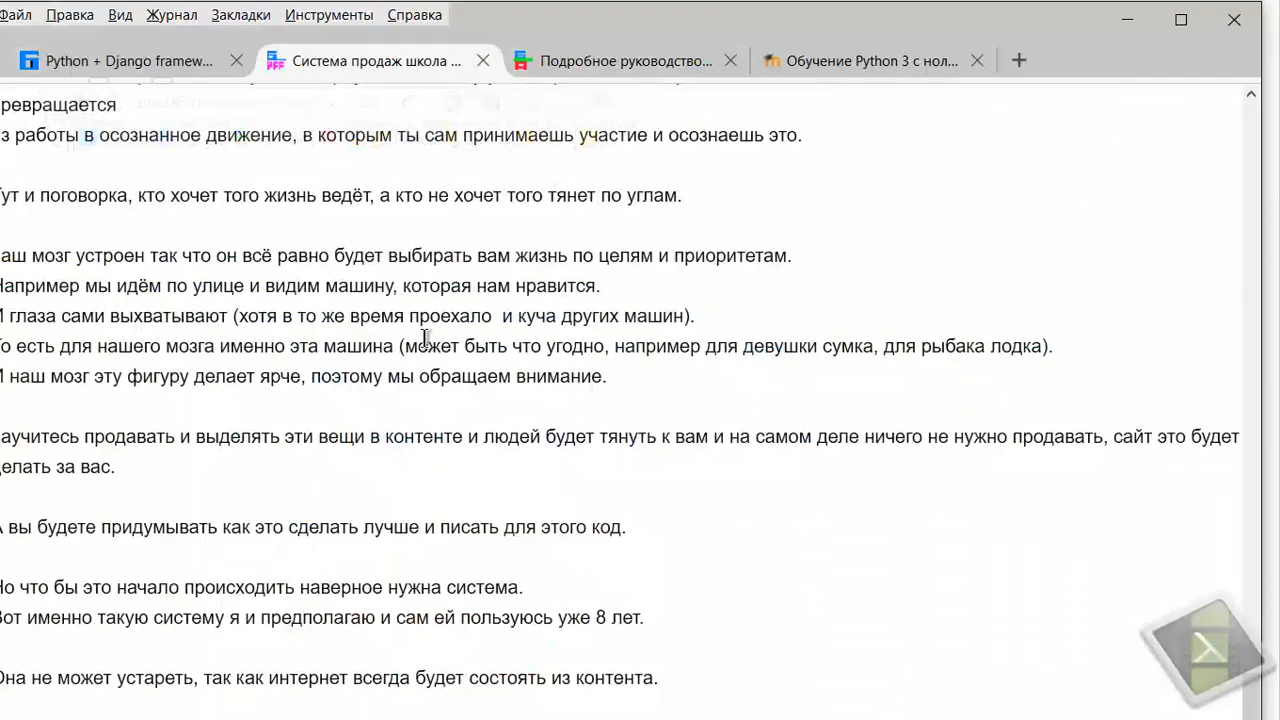 Файл Правка Вид Журнал Закладки Инструменты Справка
Python + Django framew... Система продаж школа ... Подробное руководство... Обучение Python 3 с нол...
ревращается
з работы в осознанное движение, в которым ты сам принимаешь участие и осознаешь это.
Тут и поговорка, кто хочет того жизнь ведёт, а кто не хочет того тянет по углам.
аш мозг устроен так что он всё равно будет выбирать вам жизнь по целям и приоритетам.
Например мы идём по улице и видим машину, которая нам нравится.
И глаза сами выхватывают (хотя в то же время проехало и куча других машин).
То есть для нашего мозга именно эта машина (может быть что угодно, например для девушки сумка, для рыбака лодка).
И наш мозг эту фигуру делает ярче, поэтому мы обращаем внимание.
аучитесь продавать и выделять эти вещи в контенте и людей будет тянуть к вам и на самом деле ничего не нужно продавать, сайт это будет
делать за вас.
А вы будете придумывать как это сделать лучше и писать для этого код.
Но что бы это начало происходить наверное нужна система.
Вот именно такую систему я и предполагаю и сам ей пользуюсь уже 8 лет.
Она не может устареть, так как интернет всегда будет состоять из контента.